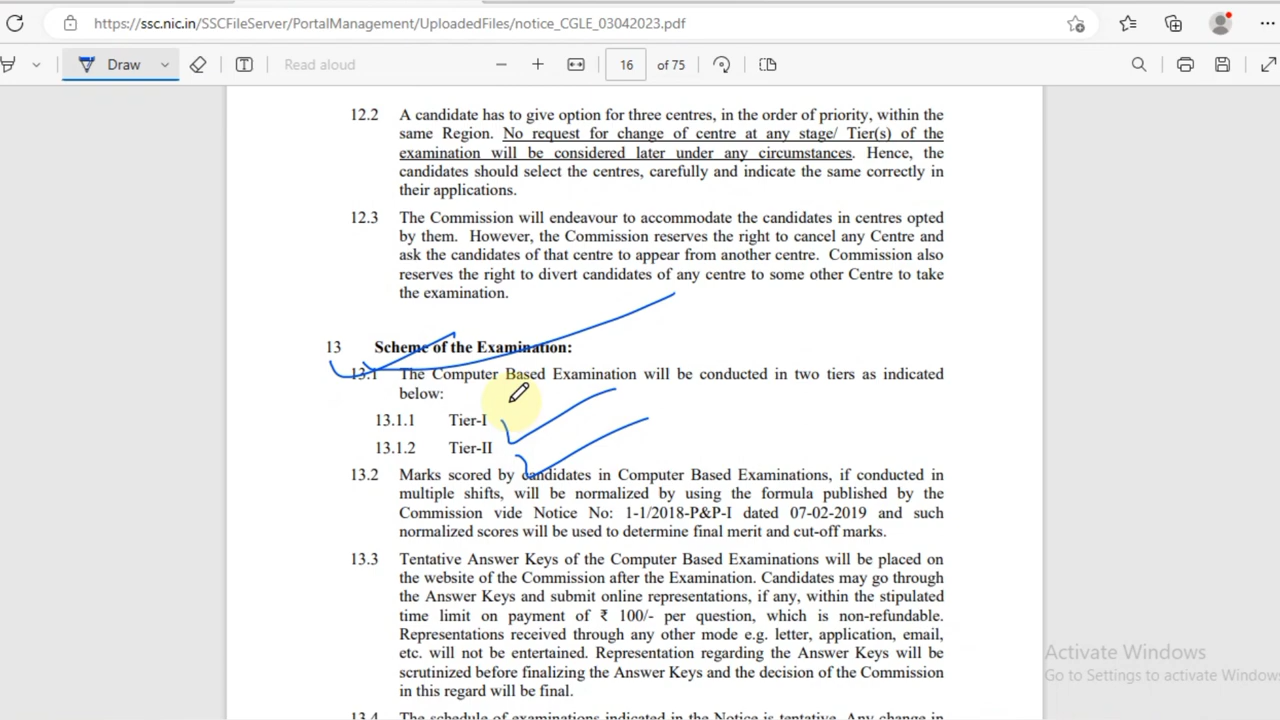 https://ssc.nic.in/SSCFileServer/PortalManagement/UploadedFiles/notice_CGLE_03042023.pdf
Draw
Read aloud
16 of 75
12.2 A candidate has to give option for three centres, in the order of priority, within the
same Region. No request for change of centre at any stage/ Tier(s) of the
examination will be considered later under any circumstances. Hence, the
candidates should select the centres, carefully and indicate the same correctly in
their applications.
12.3 The Commission will endeavour to accommodate the candidates in centres opted
by them. However, the Commission reserves the right to cancel any Centre and
ask the candidates of that centre to appear from another centre. Commission also
reserves the right to divert candidates of any centre to some other Centre to take
the examination.
13 Scheme of the Examination:
13.1 The Computer Based Examination will be conducted in two tiers as indicated
below:
13.1.1 Tier-I
13.1.2 Tier-II
13.2 Marks scored by candidates in Computer Based Examinations, if conducted in
multiple shifts, will be normalized by using the formula published by the
Commission vide Notice No: 1-1/2018-P&P-I dated 07-02-2019 and such
normalized scores will be used to determine final merit and cut-off marks.
13.3 Tentative Answer Keys of the Computer Based Examinations will be placed on
the website of the Commission after the Examination. Candidates may go through
the Answer Keys and submit online representations, if any, within the stipulated
time limit on payment of ₹ 100/- per question, which is non-refundable.
Representations received through any other mode e.g. letter, application, email,
etc. will not be entertained. Representation regarding the Answer Keys will be
scrutinized before finalizing the Answer Keys and the decision of the Commission
in this regard will be final.
13.4 The schedule of examinations indicated in the Notice is tentative. Any change in
Activate Windows
Go to Settings to activate Windows